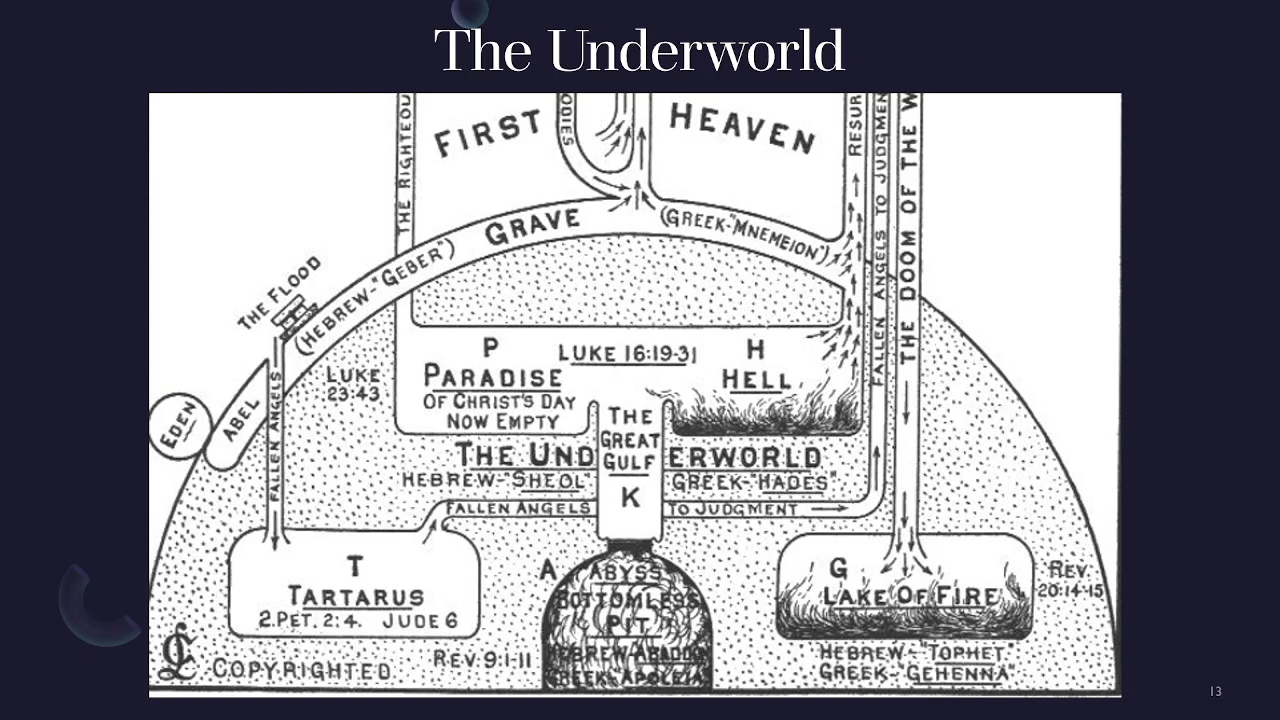 The Underworld
FIRST HEAVEN
THE RIGHTEOU
ODIES
RESUR
FALLEN ANGELS TO JUDGMEN
THE DOOM OF THE W
GRAVE
(HEBREW-"GEBER")
(GREEK-"MNEMEION")
THE FLOOD
EDEN
ABEL
FALLEN ANGELS
LUKE
23:43
P
PARADISE
OF CHRIST'S DAY
NOW EMPTY
LUKE 16:19-31
H
HELL
THE
GREAT
GULF
K
THE UNDERWORLD
HEBREW-"SHEOL" GREEK-"HADES"
FALLEN ANGELS TO JUDGMENT
T
TARTARUS
2.PET. 2:4. JUDE 6
A
ABYSS
BOTTOMLESS
PIT
HEBREW-ABADDON
GREEK-"APOLEIA"
REV. 9:1-11
G
LAKE OF FIRE
REV.
20:14-15
HEBREW-"TOPHET"
GREEK-"GEHENNA"
CL
COPYRIGHTED
13